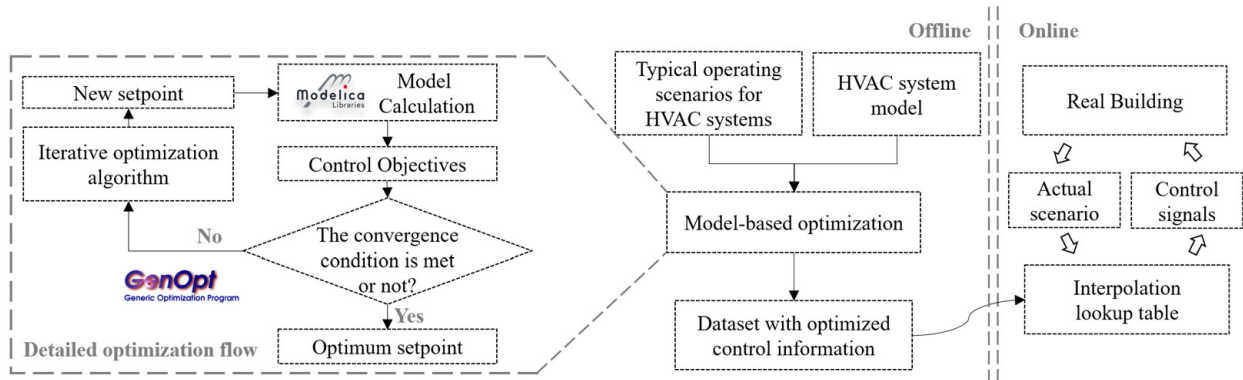 New setpoint
Modelica
Libraries
Model
Calculation
Iterative optimization
algorithm
Control Objectives
No
The convergence
condition is met
or not?
GenOpt
Generic Optimization Program
Yes
Detailed optimization flow
Optimum setpoint
Offline
Typical operating
scenarios for
HVAC systems
HVAC system
model
Model-based optimization
Dataset with optimized
control information
Online
Real Building
Actual
scenario
Control
signals
Interpolation
lookup table